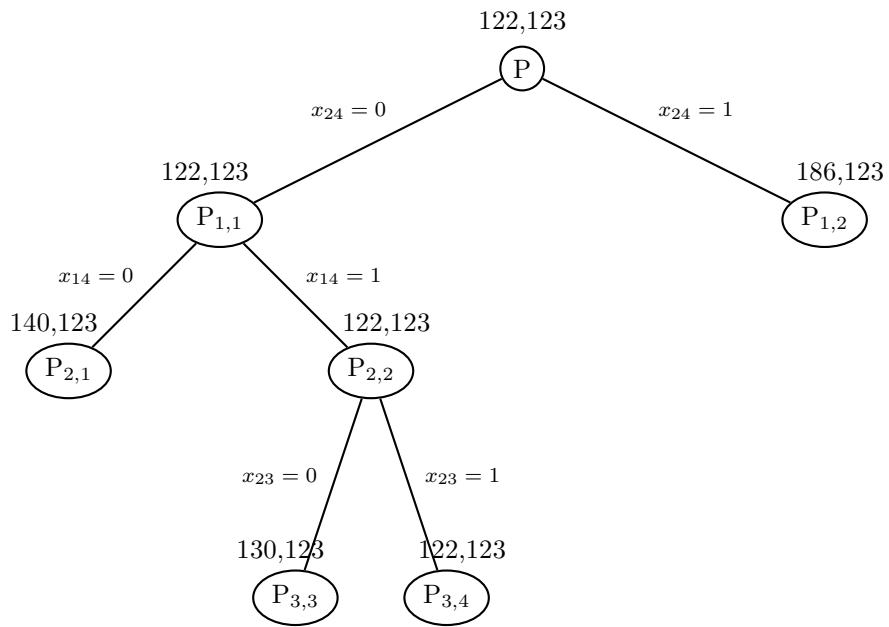 122,123
P
x₂₄ = 0
x₂₄ = 1
122,123
186,123
P₁,₁
P₁,₂
x₁₄ = 0
x₁₄ = 1
140,123
122,123
P₂,₁
P₂,₂
x₂₃ = 0
x₂₃ = 1
130,123
122,123
P₃,₃
P₃,₄